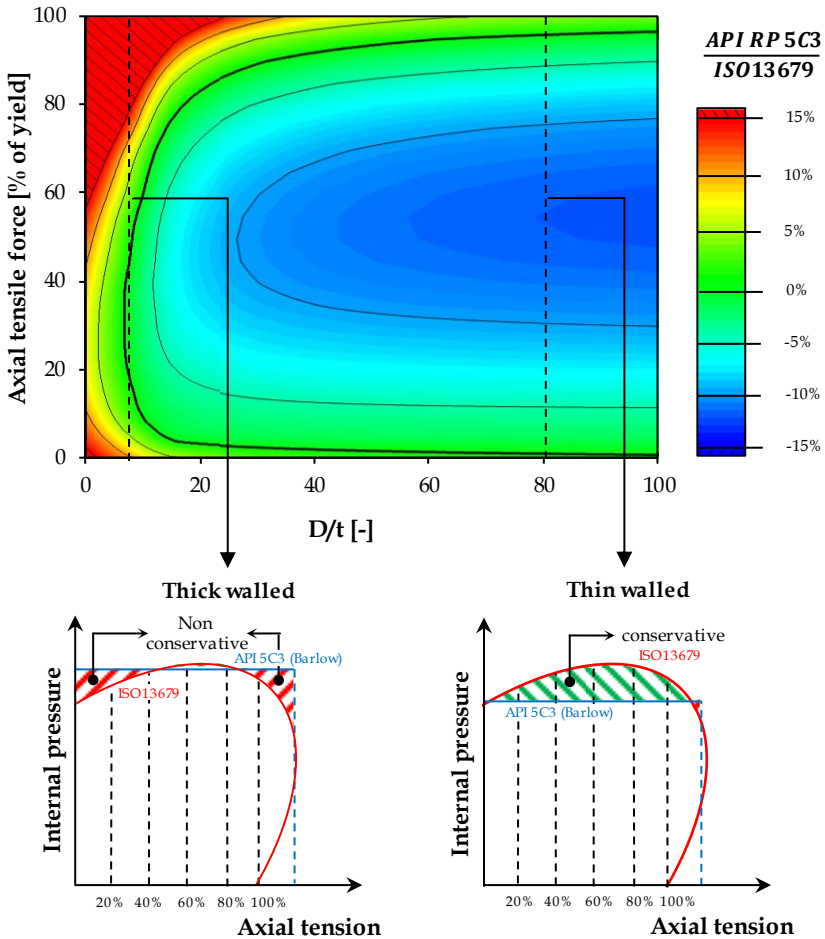 API RP 5C3
ISO13679
Axial tensile force [% of yield]
100
80
60
40
20
0
0 20 40 60 80 100
D/t [-]
15%
10%
5%
0%
-5%
-10%
-15%
Thick walled
Non
conservative
API 5C3 (Barlow)
ISO13679
Internal pressure
20% 40% 60% 80% 100%
Axial tension
Thin walled
conservative
ISO13679
API 5C3 (Barlow)
Internal pressure
20% 40% 60% 80% 100%
Axial tension